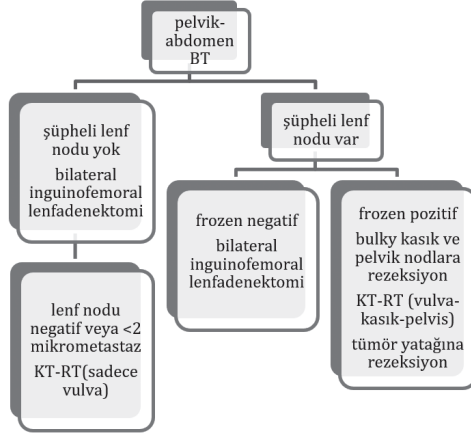 pelvik-
abdomen
BT
şüpheli lenf
nodu yok
bilateral
inguinofemoral
lenfadenektomi
şüpheli lenf
nodu var
lenf nodu
negatif veya <2
mikrometastaz
KT-RT(sadece
vulva)
frozen negatif
bilateral
inguinofemoral
lenfadenektomi
frozen pozitif
bulky kasık ve
pelvik nodlara
rezeksiyon
KT-RT (vulva-
kasık-pelvis)
tümör yatağına
rezeksiyon